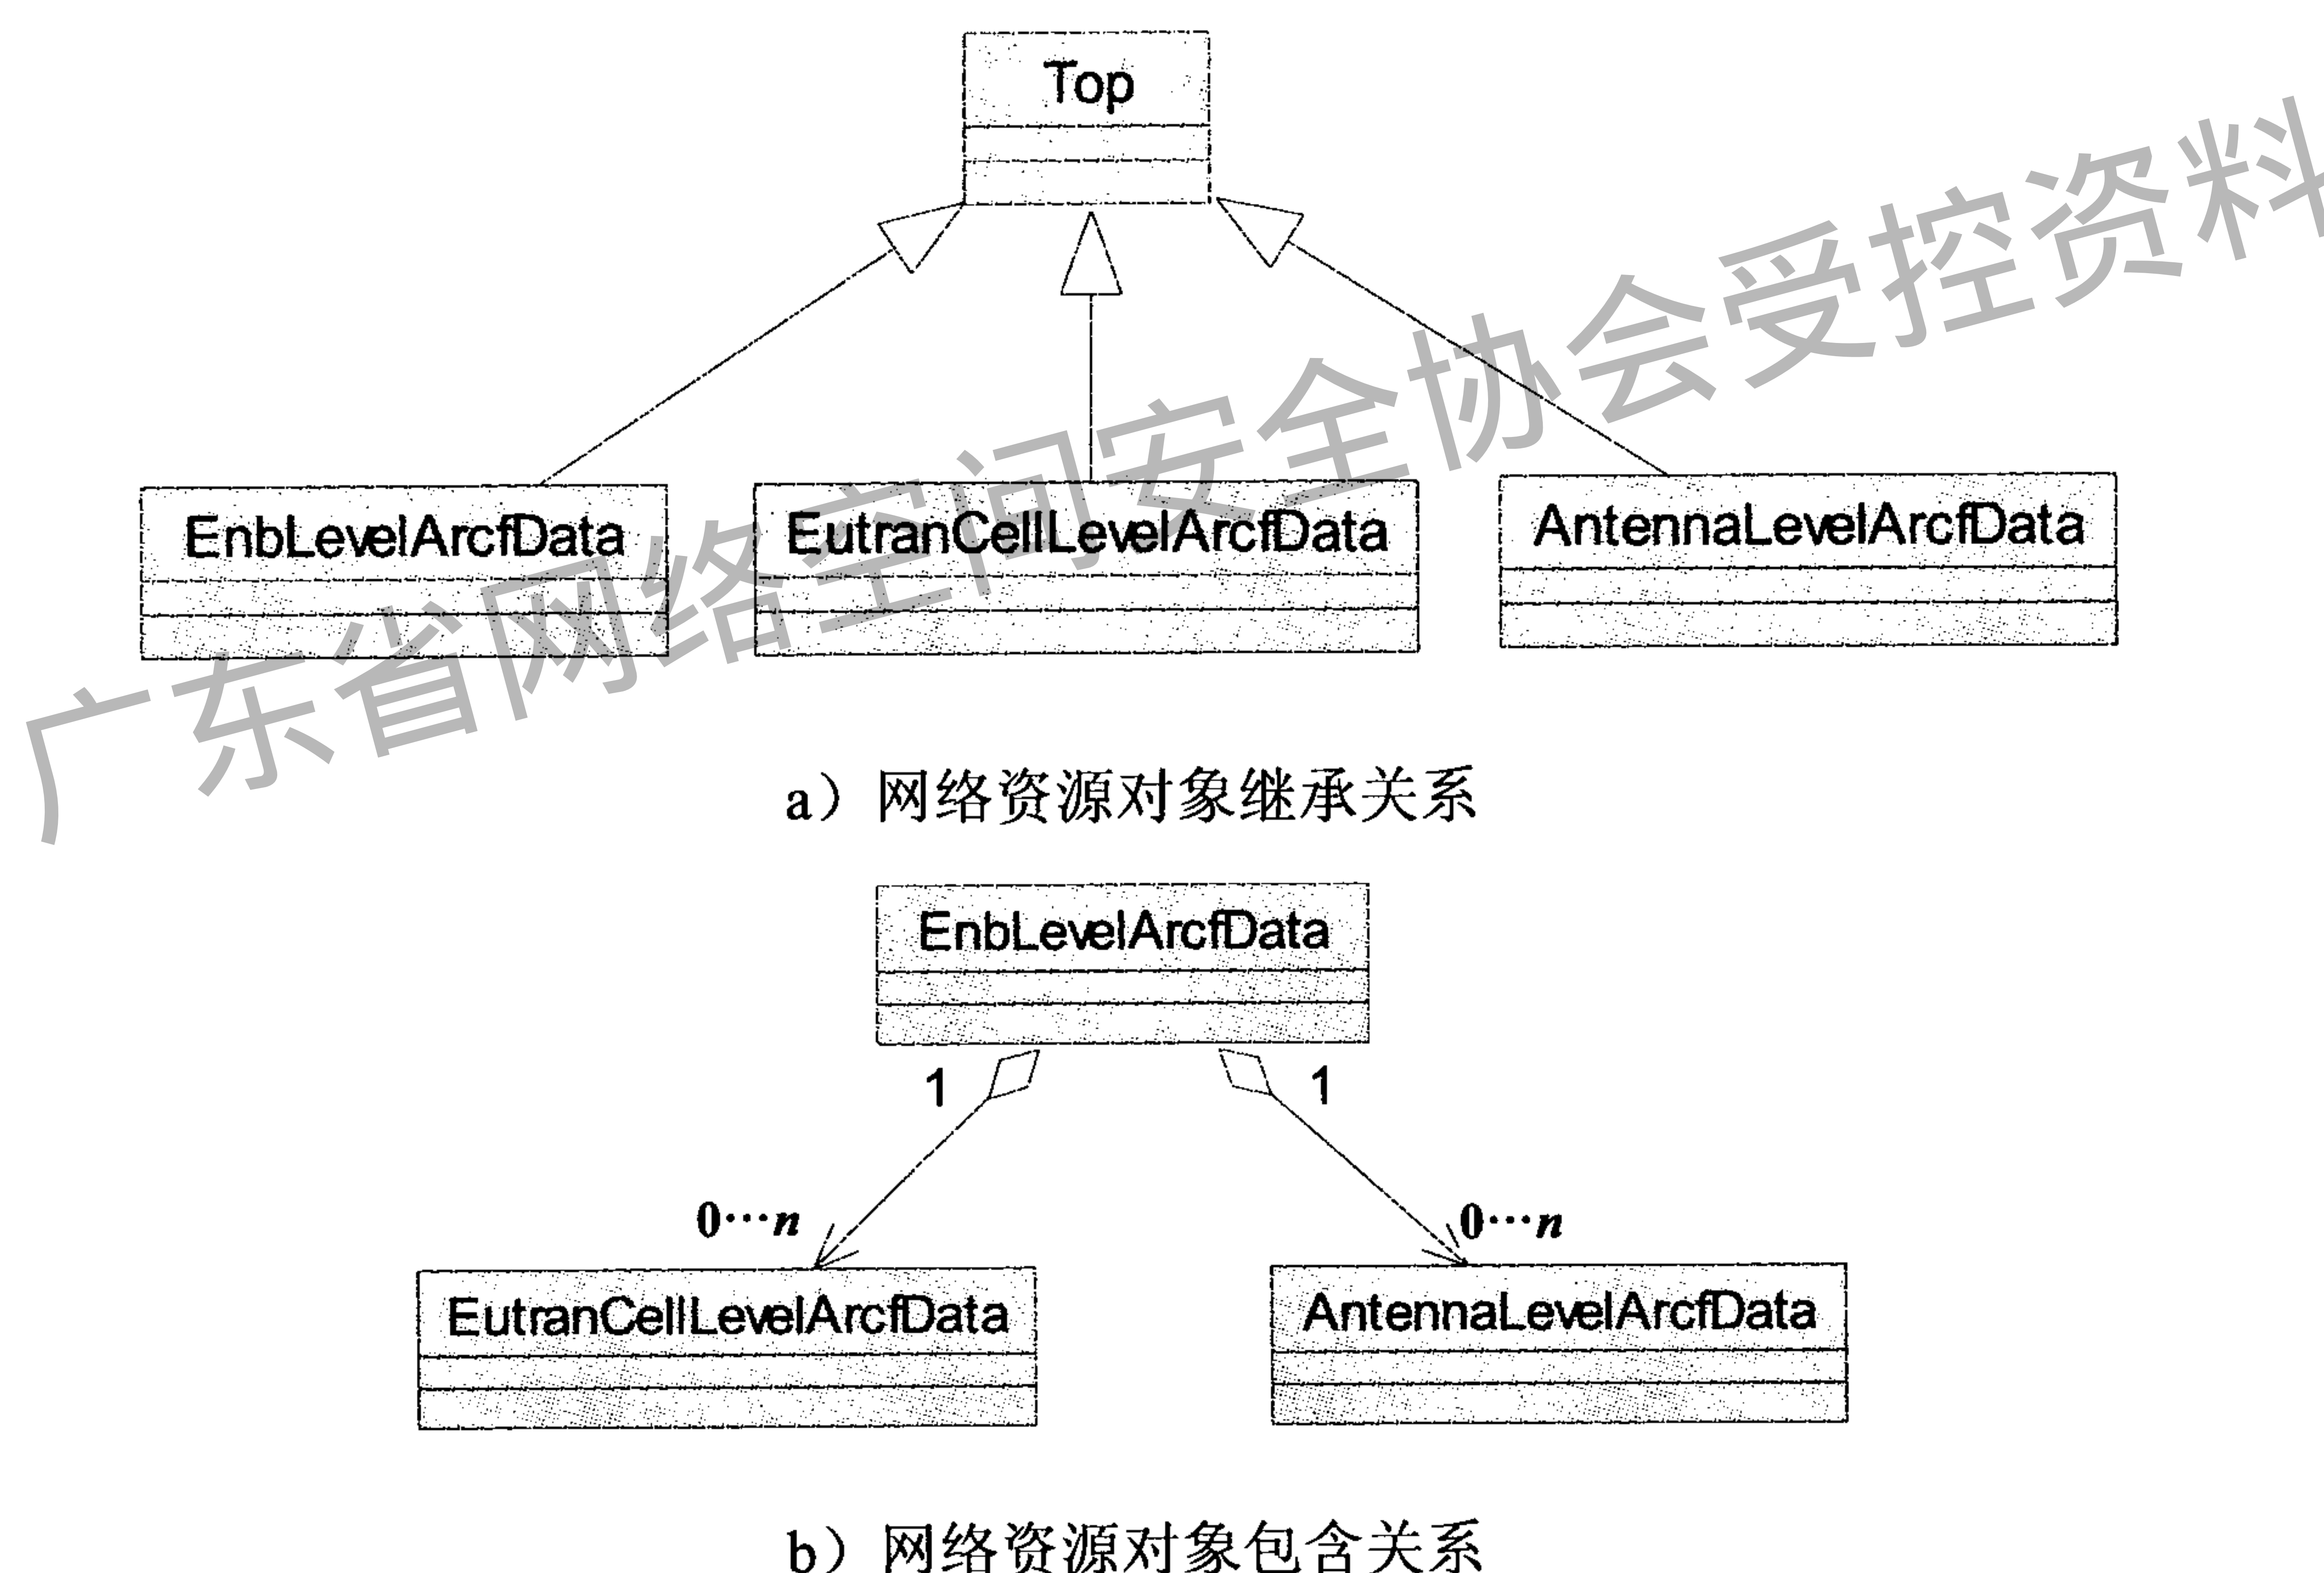 Top
EnbLevelArcfData
EutranCellLevelArcfData
AntennaLevelArcfData
广东省网络空间安全协会受控资料
a）网络资源对象继承关系
EnbLevelArcfData
1
1
0…n
0…n
EutranCellLevelArcfData
AntennaLevelArcfData
b）网络资源对象包含关系